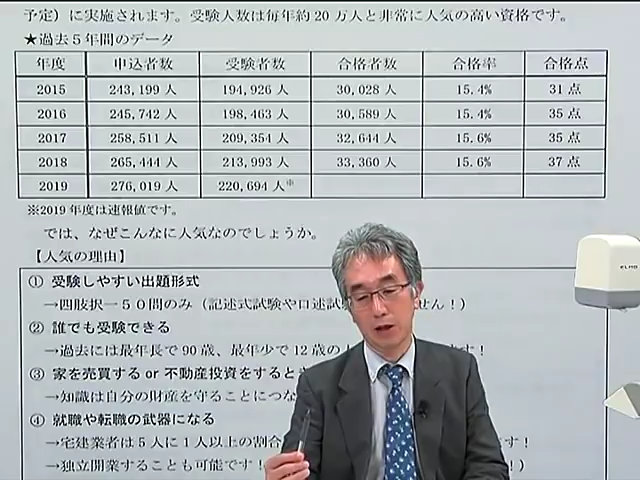 予定）に実施されます。受験人数は毎年約20万人と非常に人気の高い資格です。
★過去5年間のデータ
年度 申込者数 受験者数 合格者数 合格率 合格点
2015 243,199人 194,926人 30,028人 15.4% 31点
2016 245,742人 198,463人 30,589人 15.4% 35点
2017 258,511人 209,354人 32,644人 15.6% 35点
2018 265,444人 213,993人 33,360人 15.6% 37点
2019 276,019人 220,694人※
※2019年度は速報値です。
では、なぜこんなに人気なのでしょうか。
【人気の理由】
① 受験しやすい出題形式
→四肢択一50問のみ（記述式試験や口述試 せん！）
② 誰でも受験できる
→過去には最年長で90歳、最年少で12歳の ます！
③ 家を売買する or 不動産投資をすると
→知識は自分の財産を守ることにつな
④ 就職や転職の武器になる
→宅建業者は5人に1人以上の割合 す！
→独立開業することも可能です！ ！）
ELMO